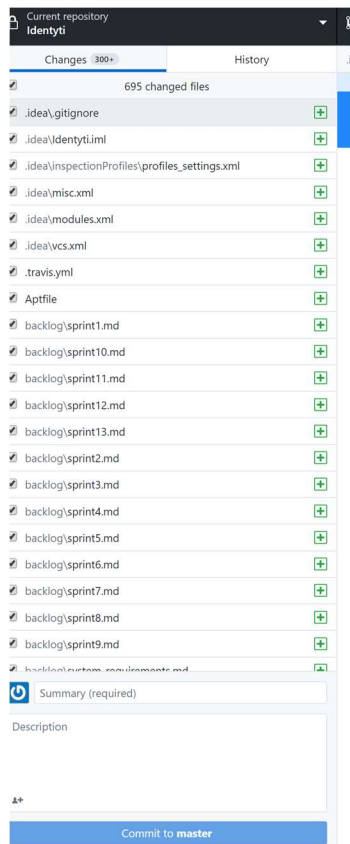 Current repository
Identyti
Changes 300+ History
695 changed files
.idea\.gitignore
.idea\Identyti.iml
.idea\inspectionProfiles\profiles_settings.xml
.idea\misc.xml
.idea\modules.xml
.idea\vcs.xml
.travis.yml
Aptfile
backlog\sprint1.md
backlog\sprint10.md
backlog\sprint11.md
backlog\sprint12.md
backlog\sprint13.md
backlog\sprint2.md
backlog\sprint3.md
backlog\sprint4.md
backlog\sprint5.md
backlog\sprint6.md
backlog\sprint7.md
backlog\sprint8.md
backlog\sprint9.md
backlog\system_requirements.md
Summary (required)
Description
Commit to master